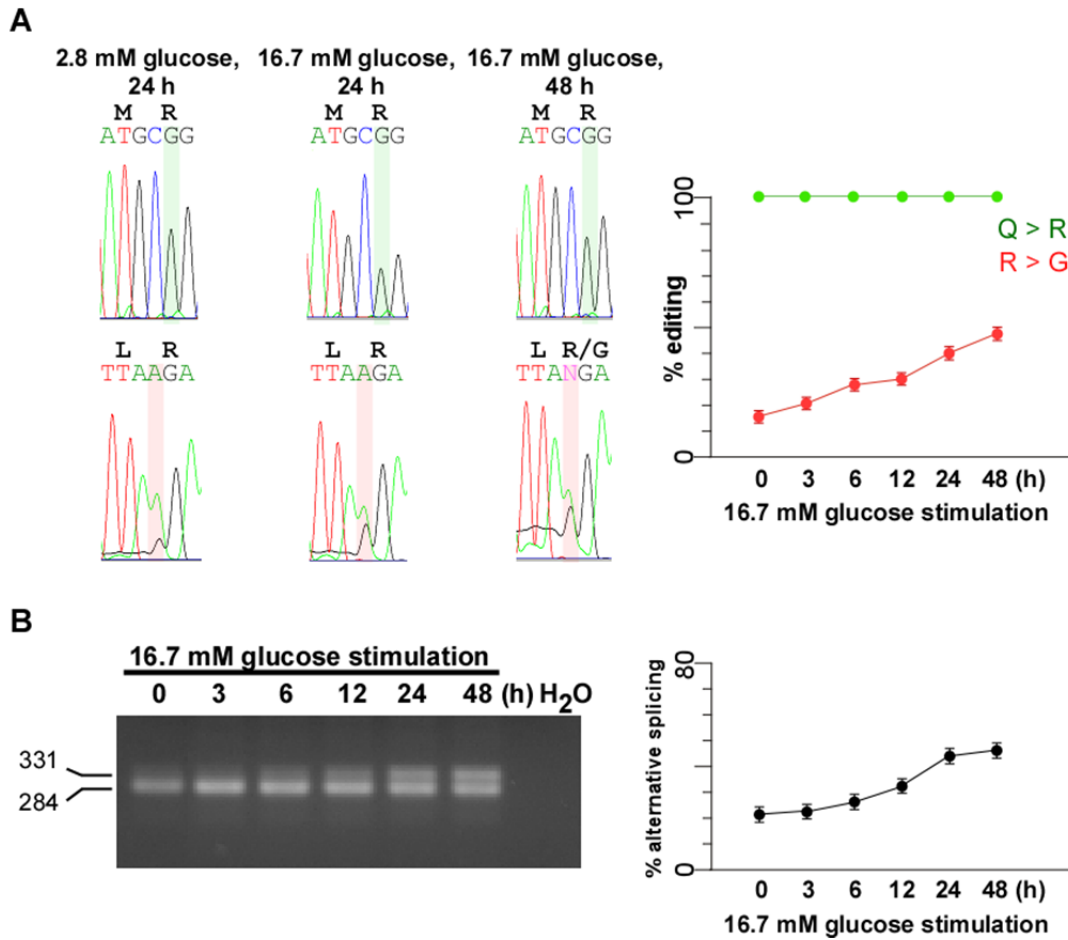 A
2.8 mM glucose, 16.7 mM glucose, 16.7 mM glucose,
24 h 24 h 48 h
M R M R M R
ATGCGG ATGCGG ATGCGG
L R L R L R/G
TTAAGA TTAAGA TTANGA
100
% editing
0
Q > R
R > G
0 3 6 12 24 48 (h)
16.7 mM glucose stimulation
B
16.7 mM glucose stimulation
0 3 6 12 24 48 (h) H₂O
331
284
80
% alternative splicing
0
0 3 6 12 24 48 (h)
16.7 mM glucose stimulation